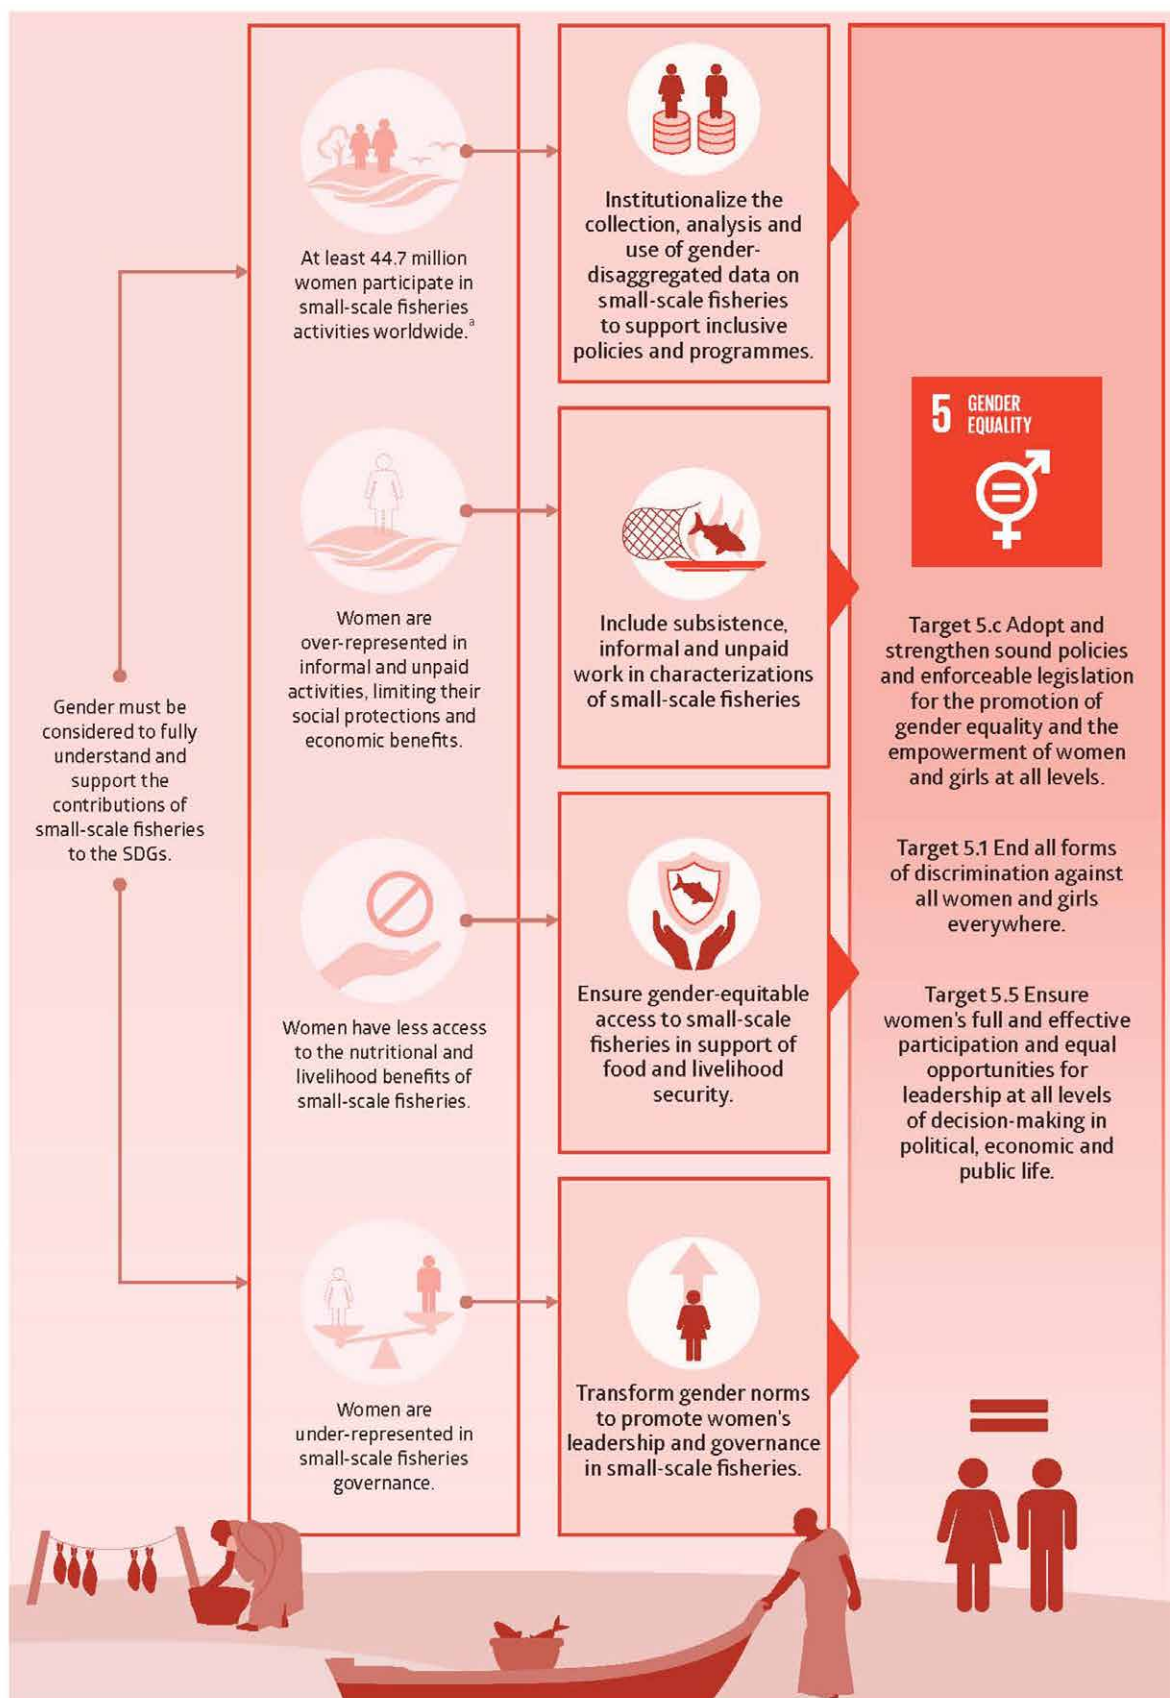 Gender must be
considered to fully
understand and
support the
contributions of
small-scale fisheries
to the SDGs.
At least 44.7 million
women participate in
small-scale fisheries
activities worldwide.a
Women are
over-represented in
informal and unpaid
activities, limiting their
social protections and
economic benefits.
Women have less access
to the nutritional and
livelihood benefits of
small-scale fisheries.
Women are
under-represented in
small-scale fisheries
governance.
Institutionalize the
collection, analysis and
use of gender-
disaggregated data on
small-scale fisheries
to support inclusive
policies and programmes.
Include subsistence,
informal and unpaid
work in characterizations
of small-scale fisheries
Ensure gender-equitable
access to small-scale
fisheries in support of
food and livelihood
security.
Transform gender norms
to promote women's
leadership and governance
in small-scale fisheries.
5 GENDER
EQUALITY
Target 5.c Adopt and
strengthen sound policies
and enforceable legislation
for the promotion of
gender equality and the
empowerment of women
and girls at all levels.
Target 5.1 End all forms
of discrimination against
all women and girls
everywhere.
Target 5.5 Ensure
women's full and effective
participation and equal
opportunities for
leadership at all levels
of decision-making in
political, economic and
public life.